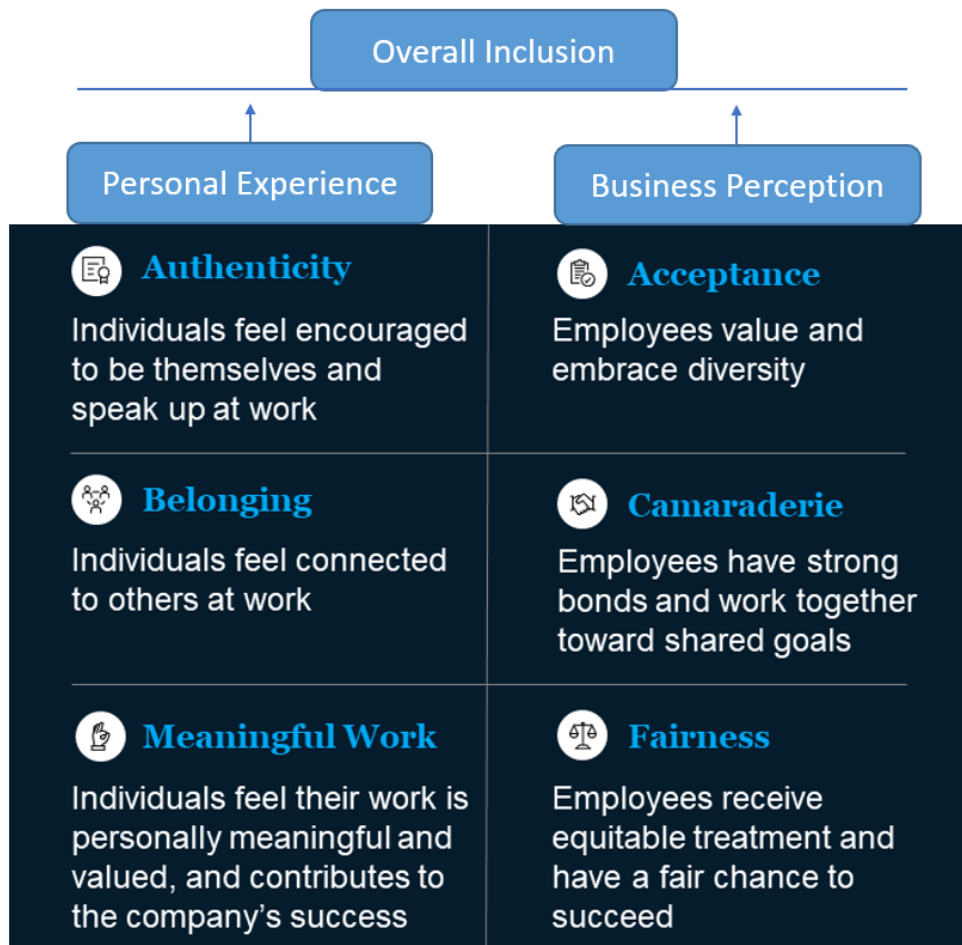 Overall Inclusion
Personal Experience
Business Perception
Authenticity
Individuals feel encouraged
to be themselves and
speak up at work
Acceptance
Employees value and
embrace diversity
Belonging
Individuals feel connected
to others at work
Camaraderie
Employees have strong
bonds and work together
toward shared goals
Meaningful Work
Individuals feel their work is
personally meaningful and
valued, and contributes to
the company’s success
Fairness
Employees receive
equitable treatment and
have a fair chance to
succeed